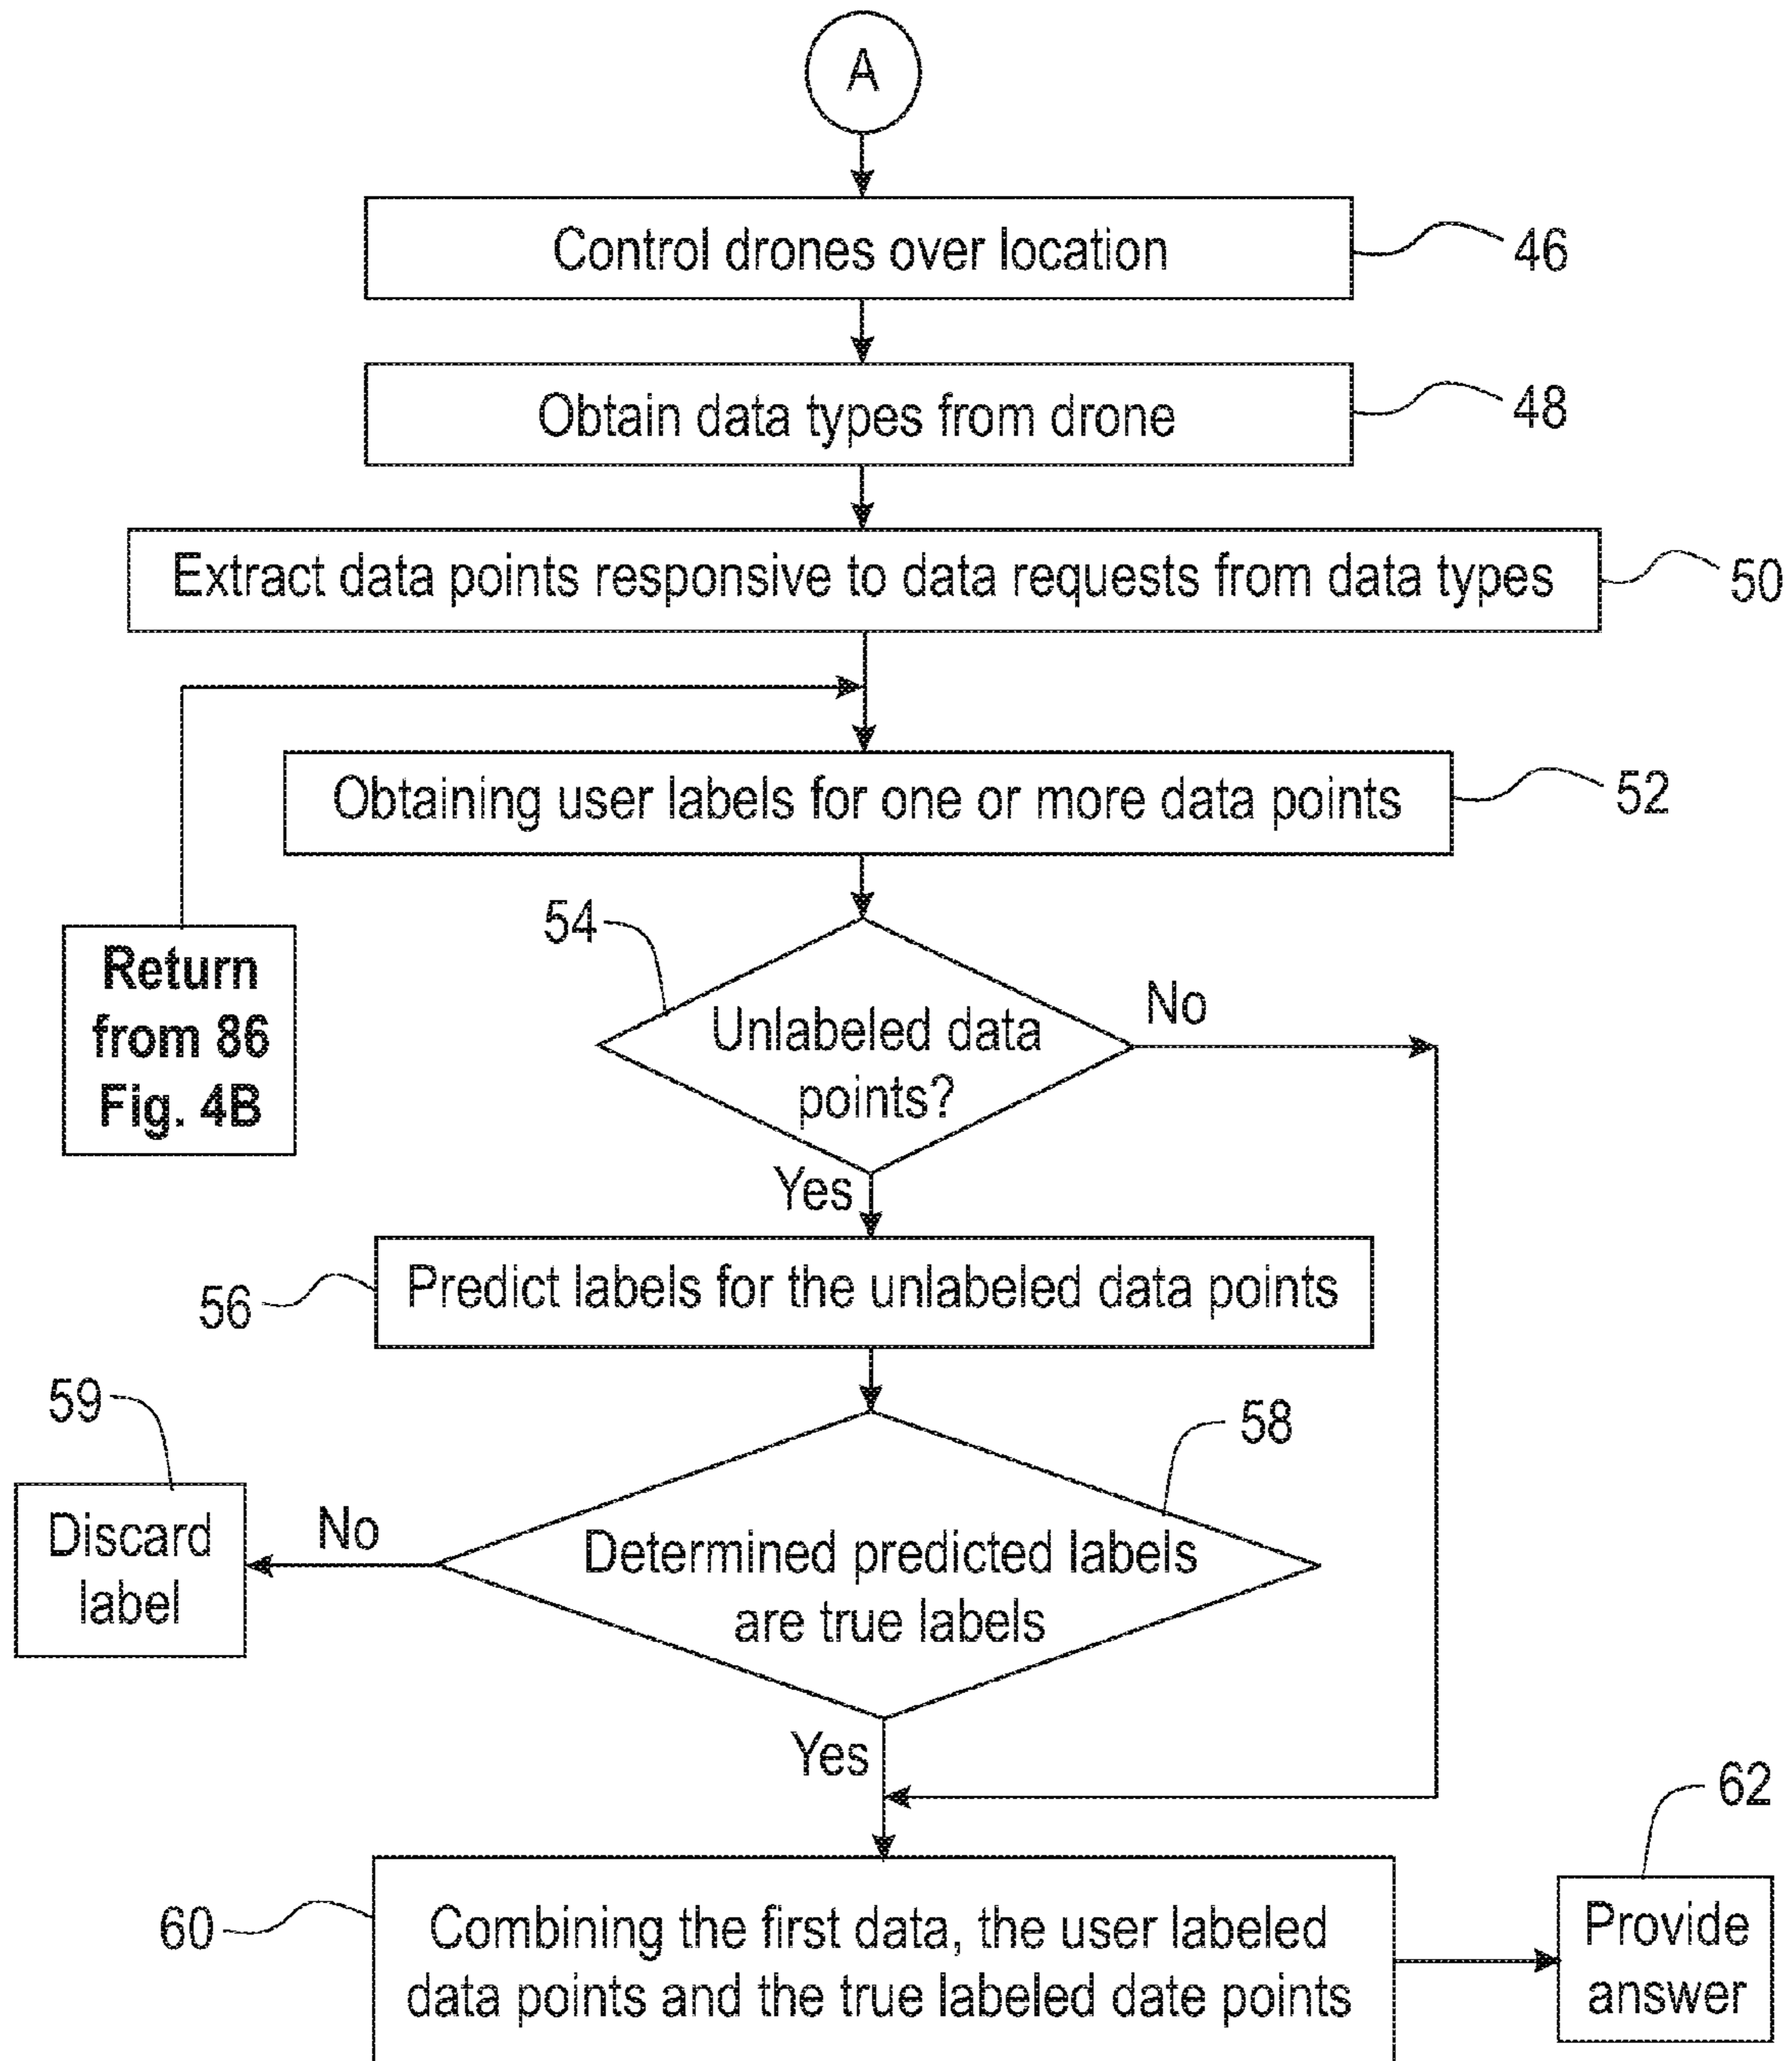 A
Control drones over location
46
Obtain data types from drone
48
Extract data points responsive to data requests from data types
50
Obtaining user labels for one or more data points
52
54
Return
from 86
Fig. 4B
Unlabeled data
points?
No
Yes
Predict labels for the unlabeled data points
56
59
58
Discard
label
No
Determined predicted labels
are true labels
Yes
62
60
Combining the first data, the user labeled
data points and the true labeled date points
Provide
answer